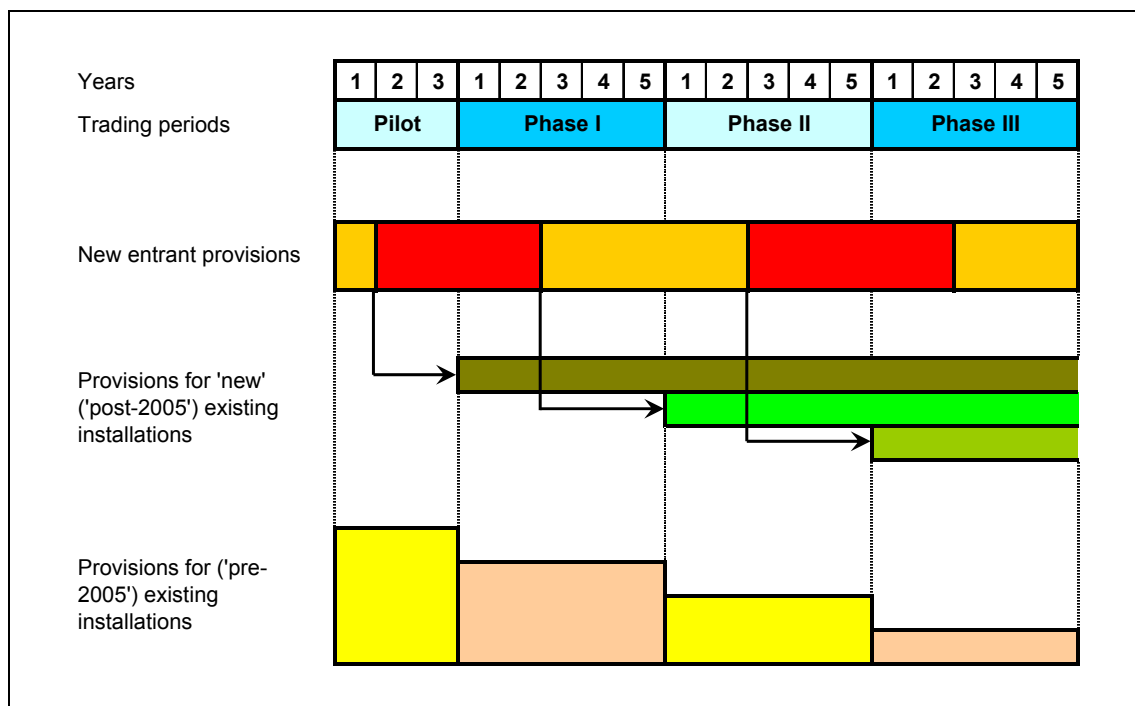 Years 1 2 3 1 2 3 4 5 1 2 3 4 5 1 2 3 4 5
Trading periods Pilot Phase I Phase II Phase III
New entrant provisions
Provisions for 'new'
('post-2005') existing
installations
Provisions for ('pre-
2005') existing
installations